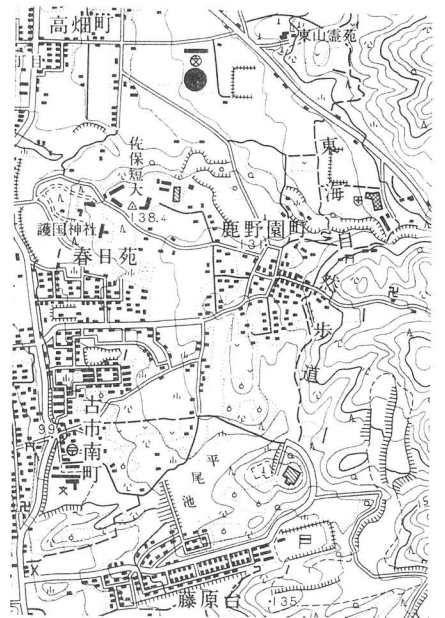 高畑町
東山霊苑
佐保短大
138.4
東海自然歩道
護国神社
鹿野園町
131
春日苑
99
古市南町
平尾池
藤原台
135